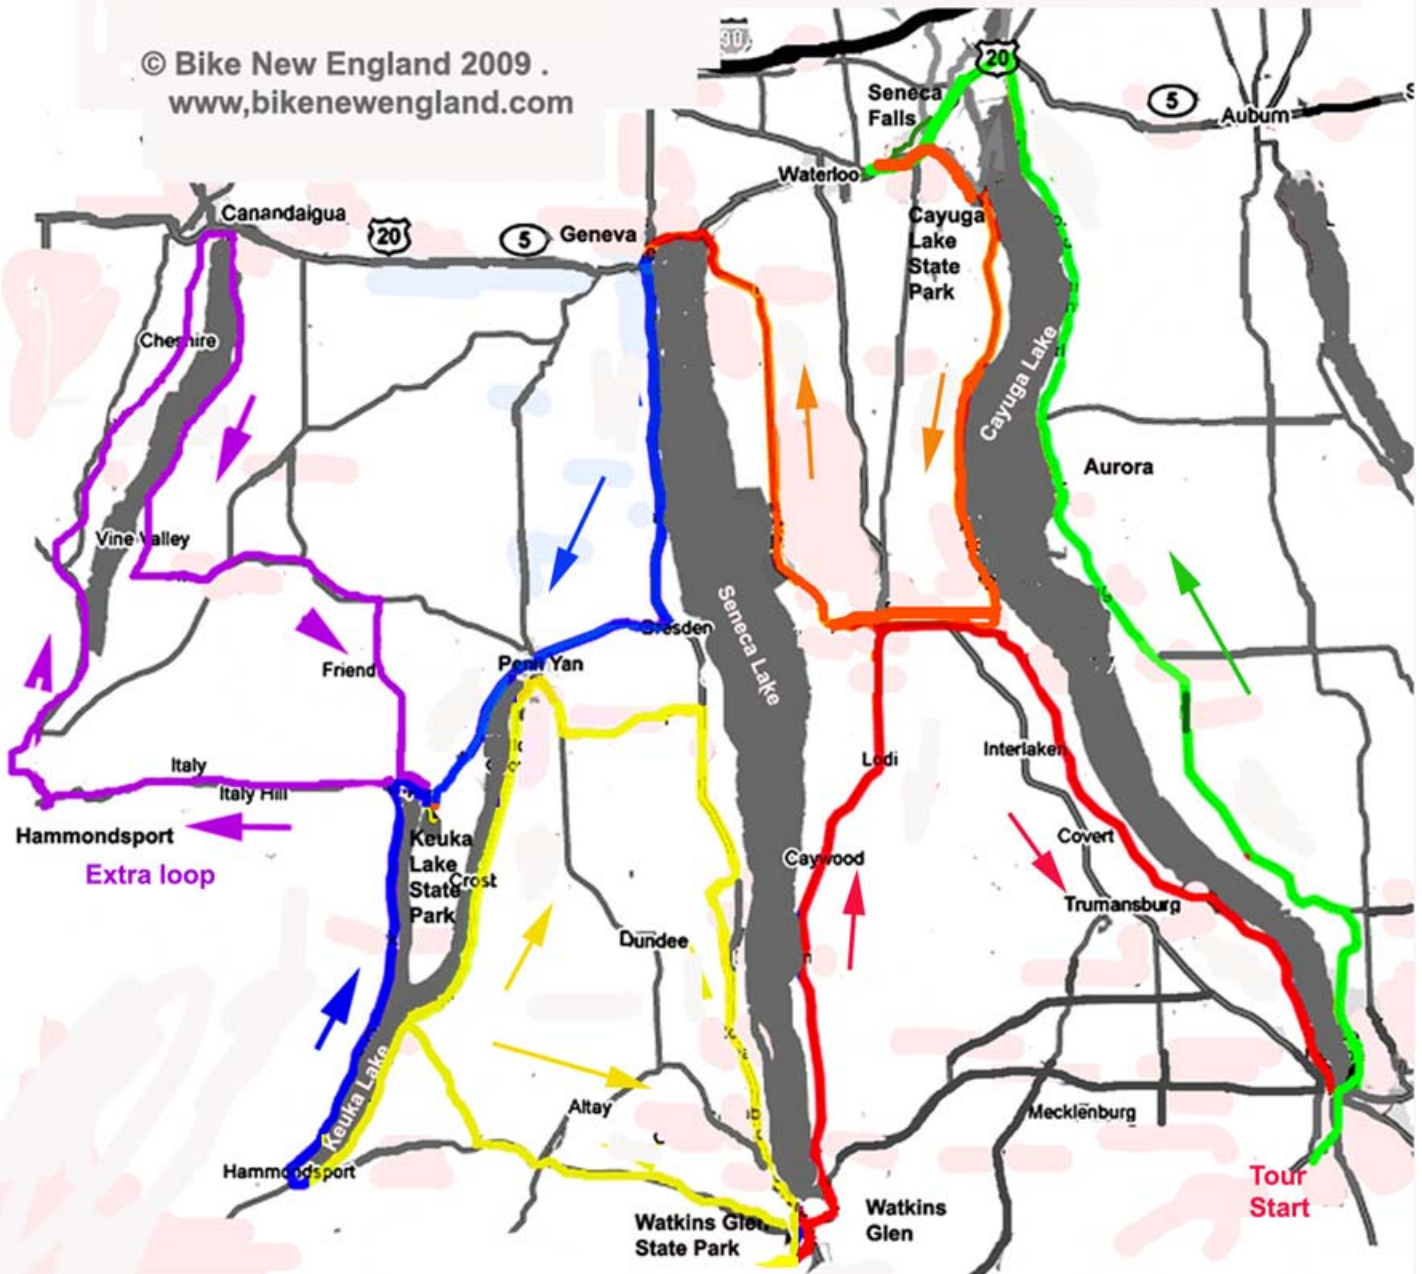 © Bike New England 2009 .
www,bikenewengland.com
90
20
Seneca
Falls
5
Auburn
Waterloo
Canandaigua
20
5
Geneva
Cayuga
Lake
State
Park
Cheshire
Cayuga Lake
Aurora
Vine Valley
Seneca Lake
Dresden
Penn Yan
Friend
Italy
Italy Hill
Lodi
Interlaken
Hammondsport
Extra loop
Keuka
Lake
State
Park
Covert
Caywood
Trumansburg
Dundee
Keuka Lake
Altay
Mecklenburg
Hammondsport
Tour
Start
Watkins Glen
State Park
Watkins
Glen